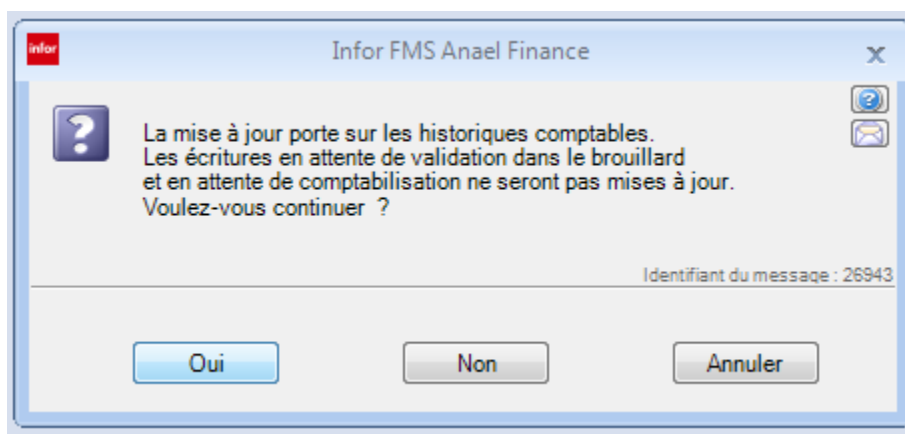 infor
Infor FMS Anael Finance
x
La mise à jour porte sur les historiques comptables.
Les écritures en attente de validation dans le brouillard
et en attente de comptabilisation ne seront pas mises à jour.
Voulez-vous continuer  ?
Identifiant du message : 26943
Oui
Non
Annuler